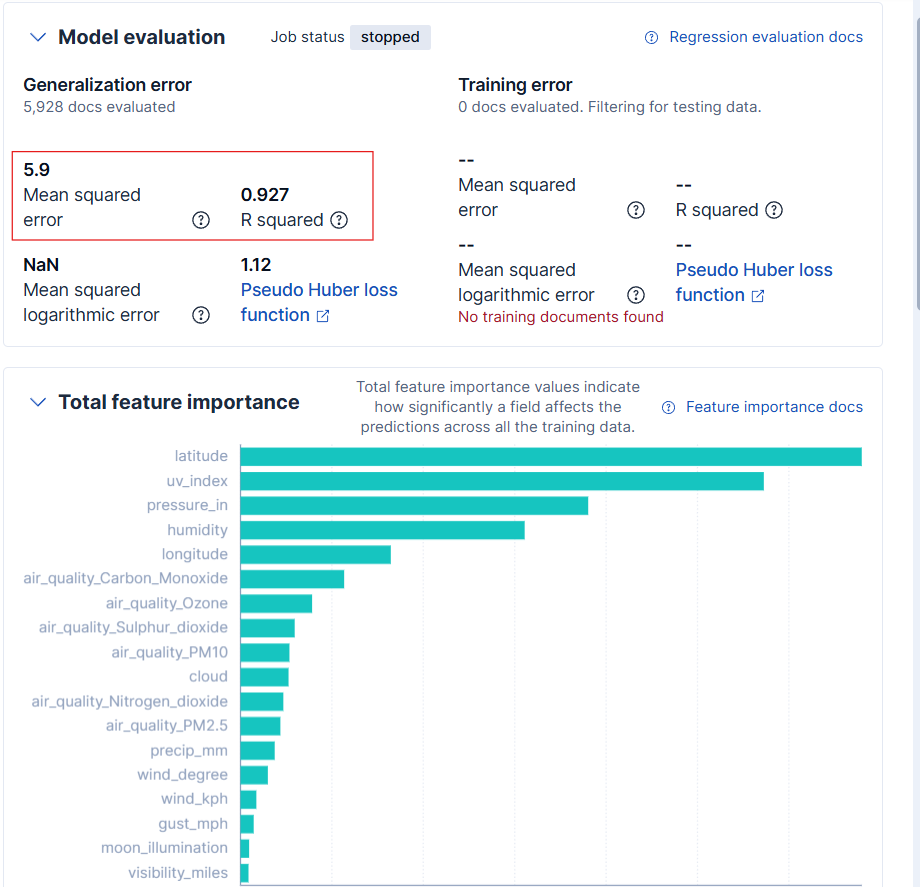 Model evaluation
Job status stopped
Regression evaluation docs
Generalization error
5,928 docs evaluated
5.9
Mean squared
error
0.927
R squared
NaN
Mean squared
logarithmic error
1.12
Pseudo Huber loss
function
Training error
0 docs evaluated. Filtering for testing data.
--
Mean squared
error
--
R squared
--
Mean squared
logarithmic error
No training documents found
--
Pseudo Huber loss
function
Total feature importance
Total feature importance values indicate
how significantly a field affects the
predictions across all the training data.
Feature importance docs
latitude
uv_index
pressure_in
humidity
longitude
air_quality_Carbon_Monoxide
air_quality_Ozone
air_quality_Sulphur_dioxide
air_quality_PM10
cloud
air_quality_Nitrogen_dioxide
air_quality_PM2.5
precip_mm
wind_degree
wind_kph
gust_mph
moon_illumination
visibility_miles